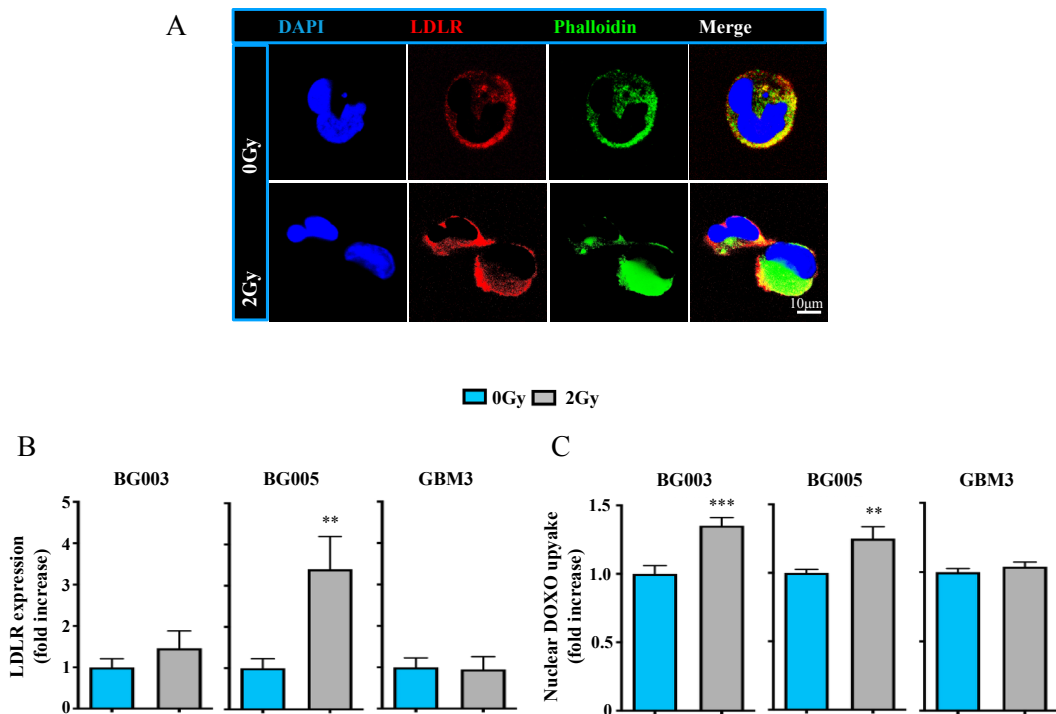 A
DAPI LDLR Phalloidin Merge
0Gy
2Gy
10μm
0Gy 2Gy
B
BG003 BG005 GBM3
LDLR expression
(fold increase)
5
4
3
2
1
0
**
C
BG003 BG005 GBM3
Nuclear DOXO upyake
(fold increase)
1.5
1.0
0.5
0
***
**